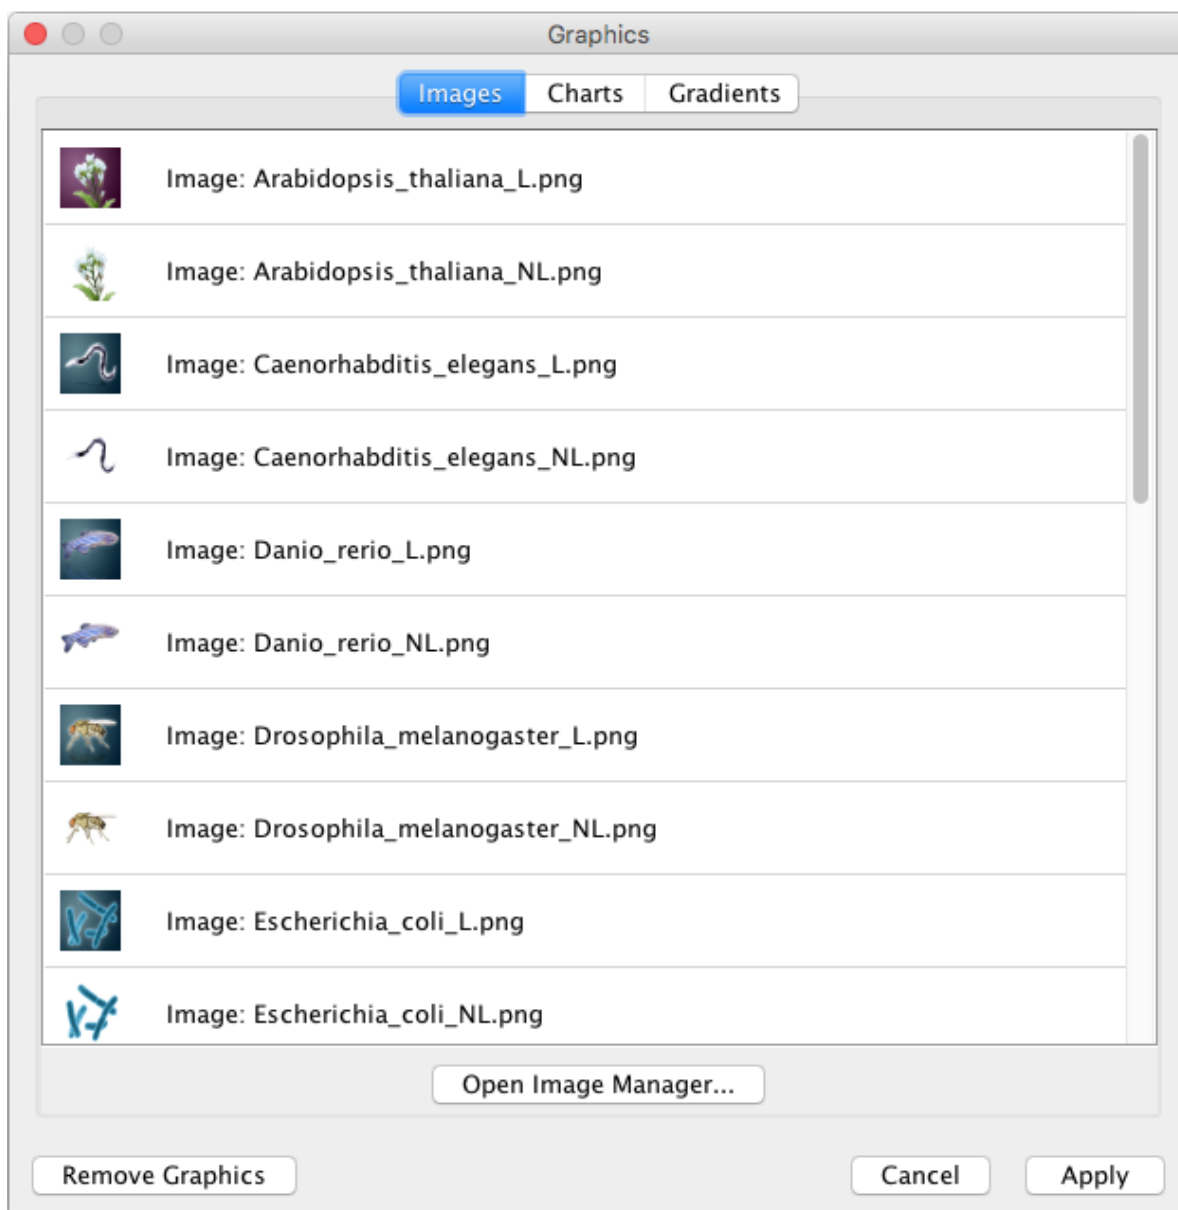 Graphics
Images Charts Gradients
Image: Arabidopsis_thaliana_L.png
Image: Arabidopsis_thaliana_NL.png
Image: Caenorhabditis_elegans_L.png
Image: Caenorhabditis_elegans_NL.png
Image: Danio_rerio_L.png
Image: Danio_rerio_NL.png
Image: Drosophila_melanogaster_L.png
Image: Drosophila_melanogaster_NL.png
Image: Escherichia_coli_L.png
Image: Escherichia_coli_NL.png
Open Image Manager...
Remove Graphics Cancel Apply